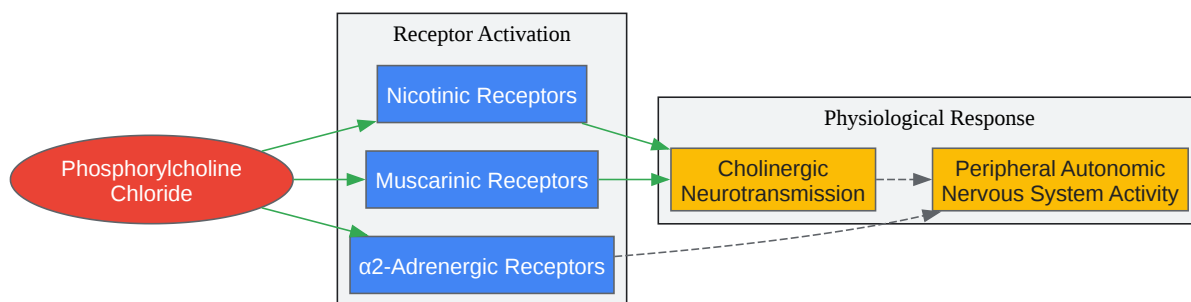 Receptor Activation
Nicotinic Receptors
Physiological Response
Phosphorylcholine
Chloride
Muscarinic Receptors
Cholinergic
Neurotransmission
Peripheral Autonomic
Nervous System Activity
α2-Adrenergic Receptors